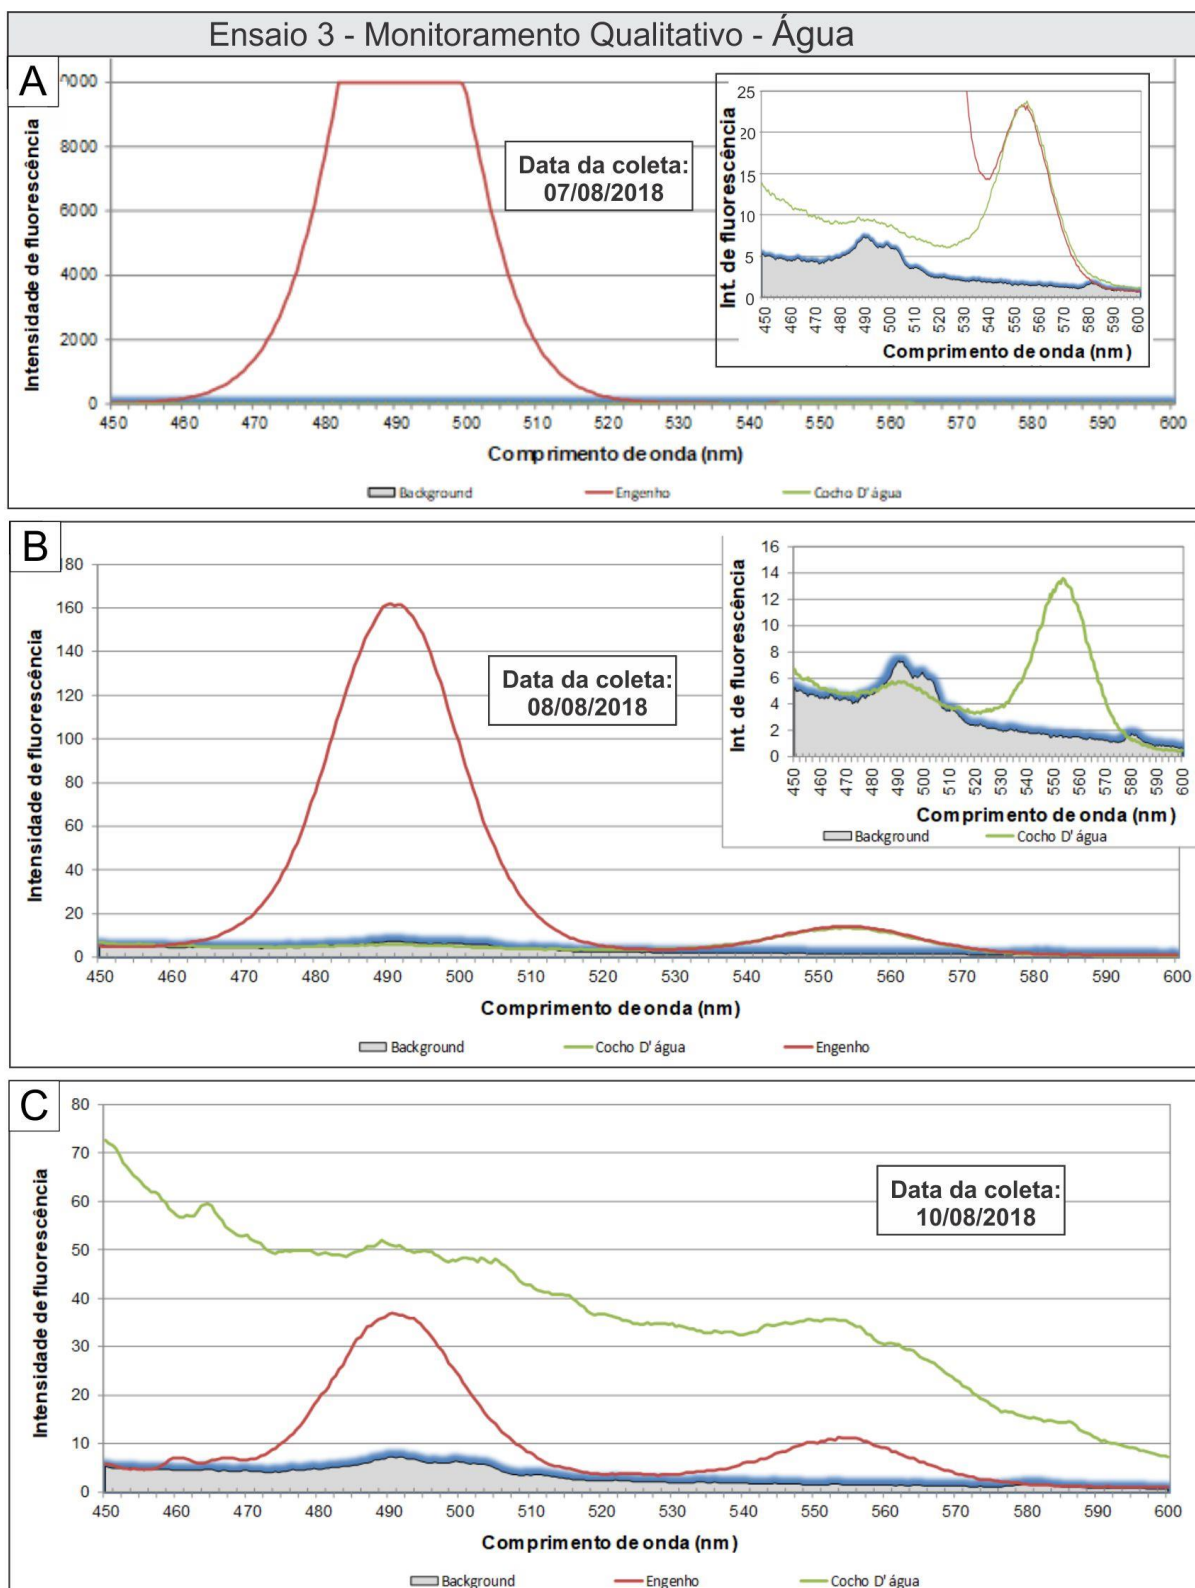 Ensaio 3 - Monitoramento Qualitativo - Água
A
Intensidade de fluorescência
8000
6000
4000
2000
0
450 460 470 480 490 500 510 520 530 540 550 560 570 580 590 600
Comprimento de onda (nm)
Data da coleta:
07/08/2018
Int. de fluorescência
25
20
15
10
5
0
450 460 470 480 490 500 510 520 530 540 550 560 570 580 590 600
Comprimento de onda (nm)
Background Engenho Cocho D'água
B
Intensidade de fluorescência
180
160
140
120
100
80
60
40
20
0
450 460 470 480 490 500 510 520 530 540 550 560 570 580 590 600
Comprimento de onda (nm)
Data da coleta:
08/08/2018
Int. de fluorescência
16
14
12
10
8
6
4
2
0
450 460 470 480 490 500 510 520 530 540 550 560 570 580 590 600
Comprimento de onda (nm)
Background Cocho D'água
Background Cocho D'água Engenho
C
Intensidade de fluorescência
80
70
60
50
40
30
20
10
0
450 460 470 480 490 500 510 520 530 540 550 560 570 580 590 600
Comprimento de onda (nm)
Data da coleta:
10/08/2018
Background Engenho Cocho D'água